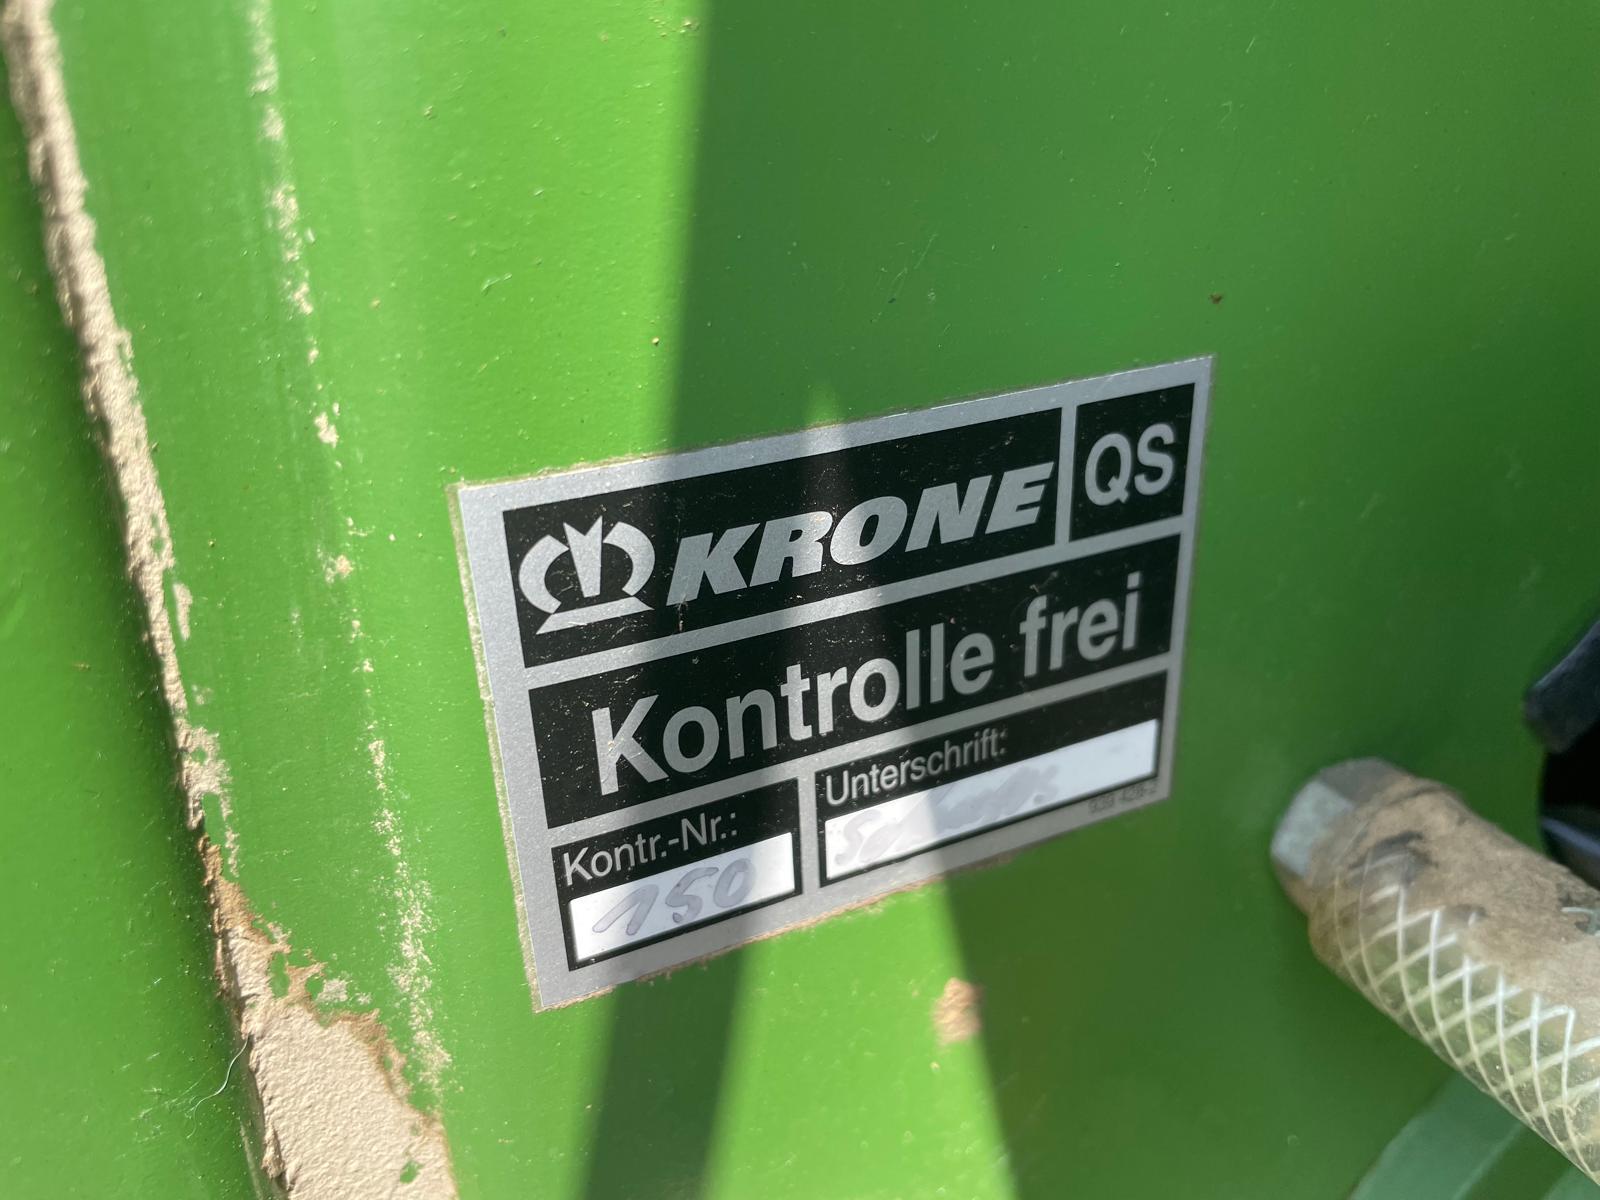 KRONE QS
Kontrolle frei
Kontr.-Nr.: Unterschrift:
150